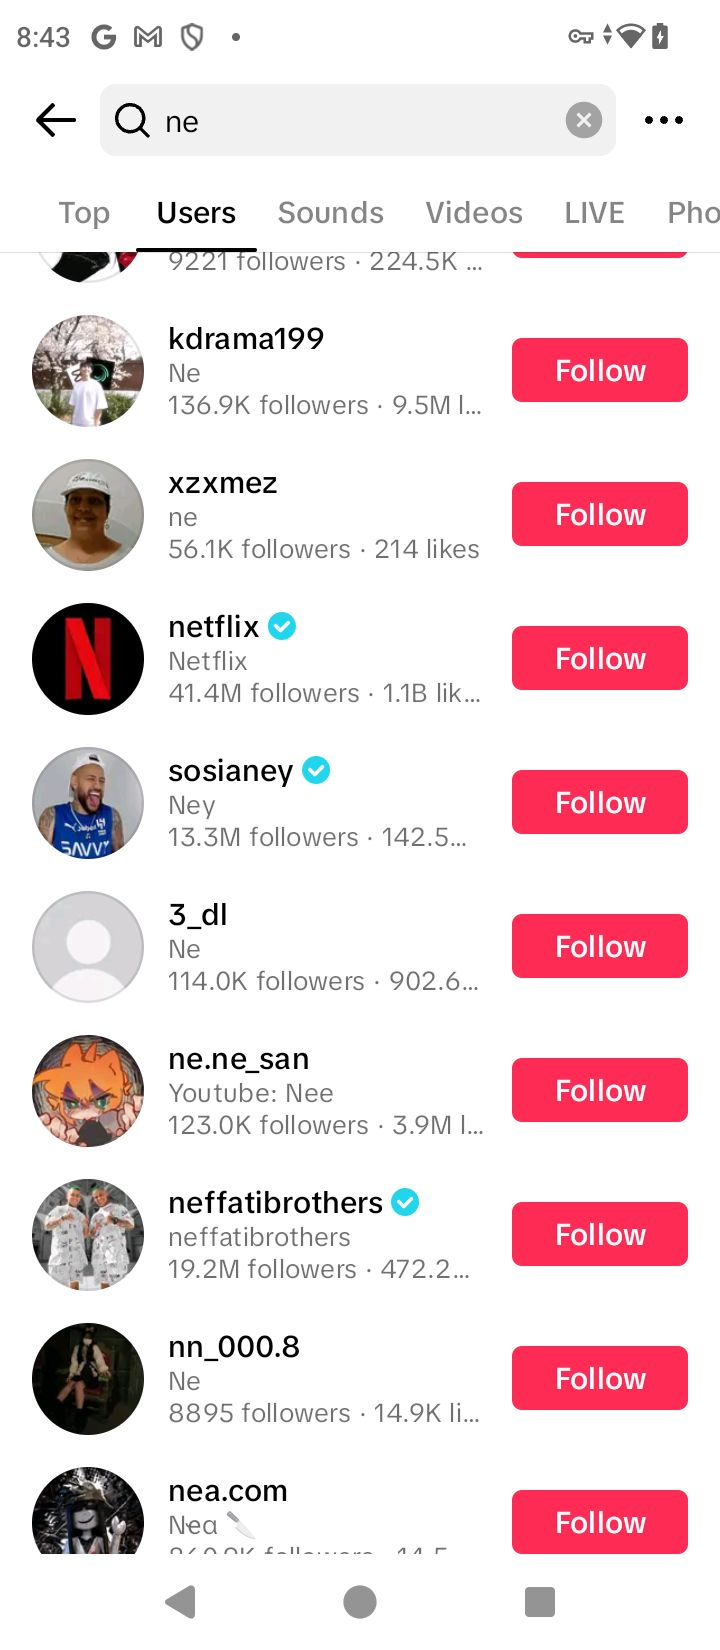 8:43
ne
Top Users Sounds Videos LIVE Pho
9221 followers · 224.5K ...
kdrama199
Ne
136.9K followers · 9.5M l...
Follow
xzxmez
ne
56.1K followers · 214 likes
Follow
netflix
Netflix
41.4M followers · 1.1B lik...
Follow
sosianey
Ney
13.3M followers · 142.5...
Follow
3_dl
Ne
114.0K followers · 902.6...
Follow
ne.ne_san
Youtube: Nee
123.0K followers · 3.9M l...
Follow
neffatibrothers
neffatibrothers
19.2M followers · 472.2...
Follow
nn_000.8
Ne
8895 followers · 14.9K li...
Follow
nea.com
Nea 🔪
Follow